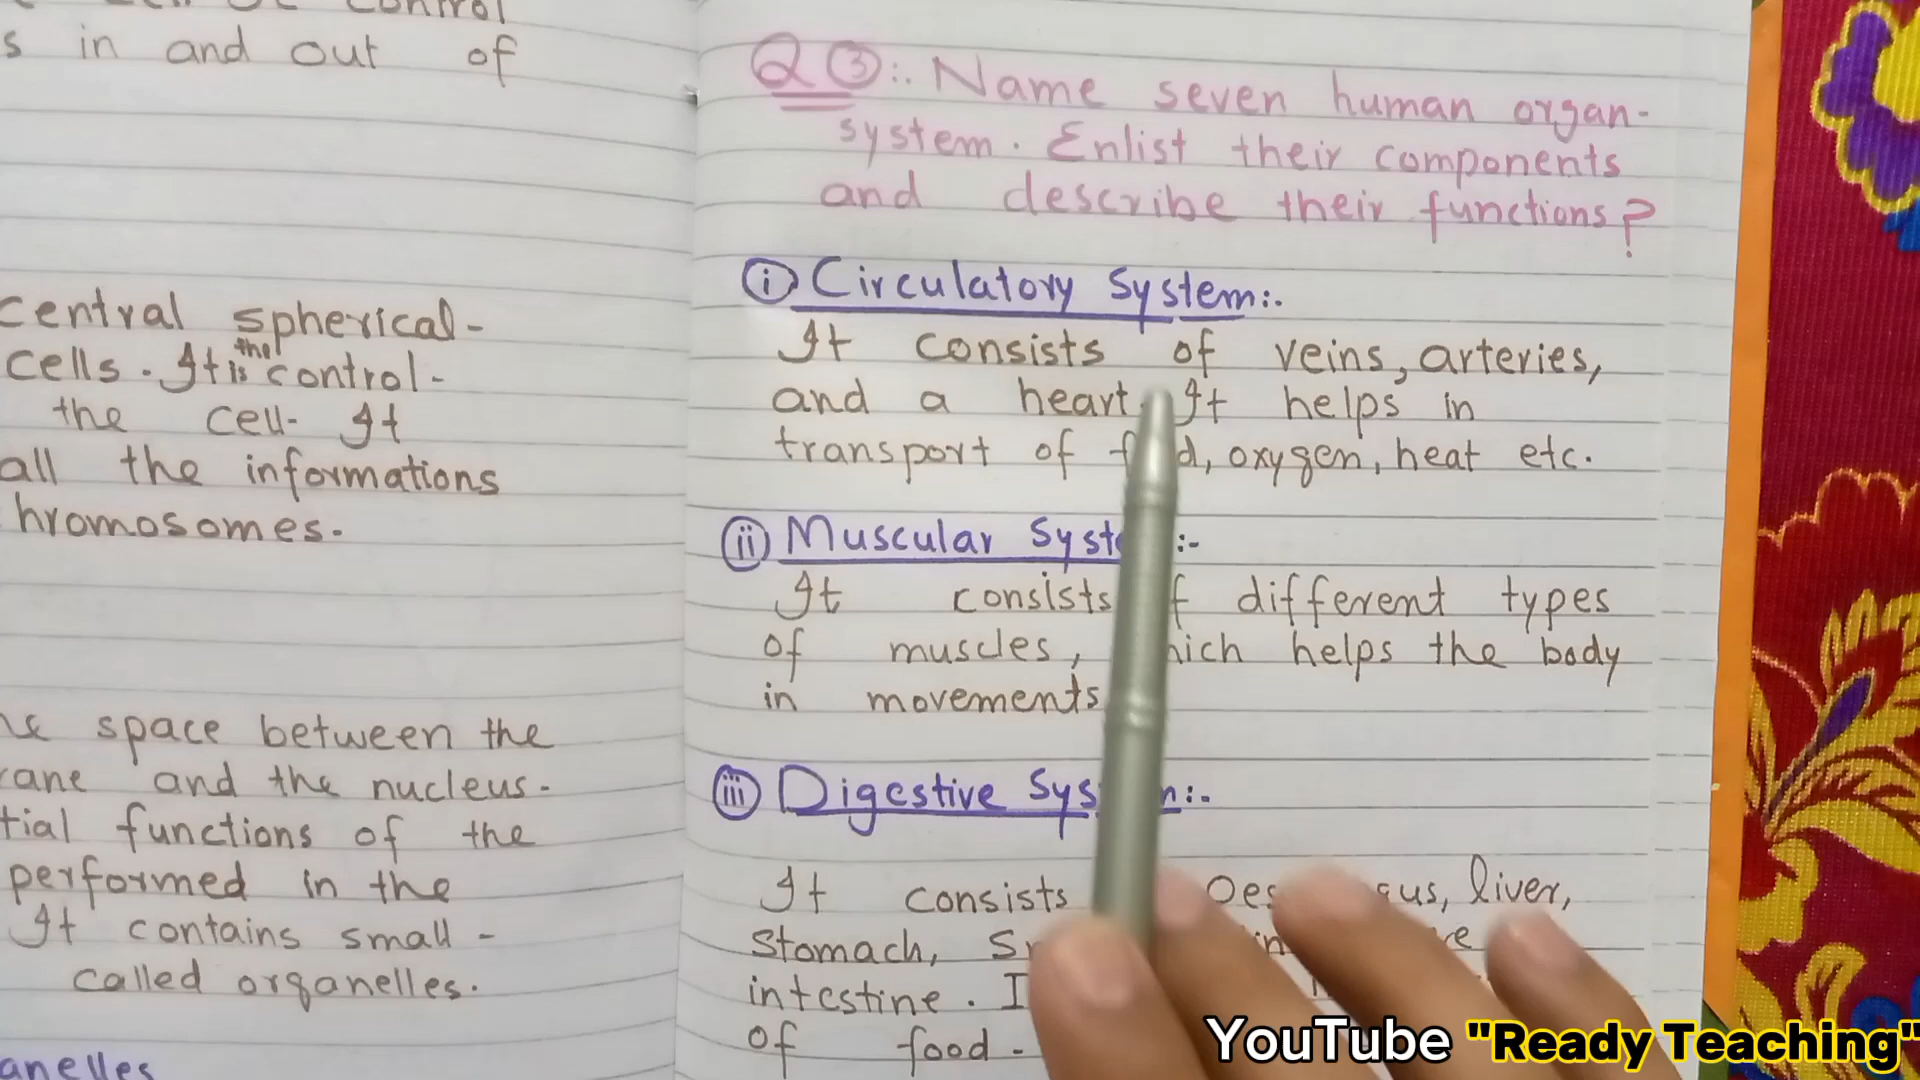 control
s in and out of
central spherical-
the
cells. It is control-
the cell- It
all the informations
hromosomes.
space between the
rane and the nucleus-
tial functions of the
performed in the
It contains small -
called organelles.
anelles
Q③:. Name seven human organ-
system. Enlist their components
and describe their functions?
(i) Circulatory System:.
It consists of veins, arteries,
and a heart. It helps in
transport of f d, oxygen, heat etc.
(ii) Muscular Syst :-
It consists f different types
of muscles, hich helps the body
in movements
(iii) Digestive Sys n:-
It consists Oes gus, liver,
stomach, S in
intestine. I
of food.
YouTube "Ready Teaching"